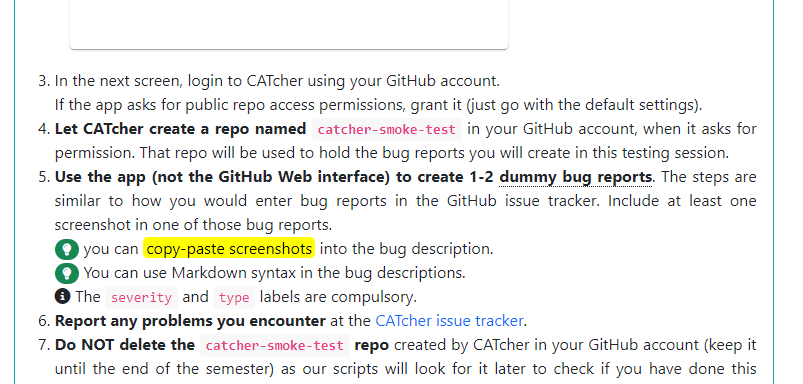 3. In the next screen, login to CATcher using your GitHub account.
If the app asks for public repo access permissions, grant it (just go with the default settings).
4. Let CATcher create a repo named catcher-smoke-test in your GitHub account, when it asks for
permission. That repo will be used to hold the bug reports you will create in this testing session.
5. Use the app (not the GitHub Web interface) to create 1-2 dummy bug reports. The steps are
similar to how you would enter bug reports in the GitHub issue tracker. Include at least one
screenshot in one of those bug reports.
you can copy-paste screenshots into the bug description.
You can use Markdown syntax in the bug descriptions.
The severity and type labels are compulsory.
6. Report any problems you encounter at the CATcher issue tracker.
7. Do NOT delete the catcher-smoke-test repo created by CATcher in your GitHub account (keep it
until the end of the semester) as our scripts will look for it later to check if you have done this